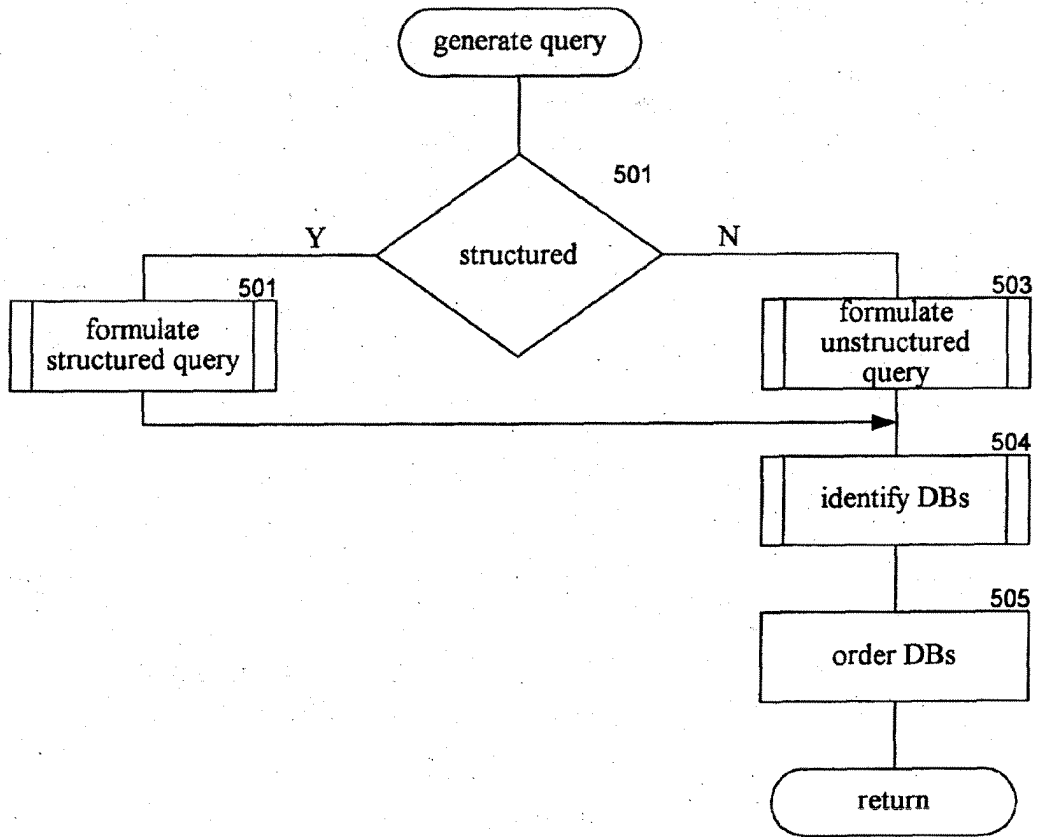 generate query
501
structured
Y
N
501
formulate
structured query
503
formulate
unstructured
query
504
identify DBs
505
order DBs
return